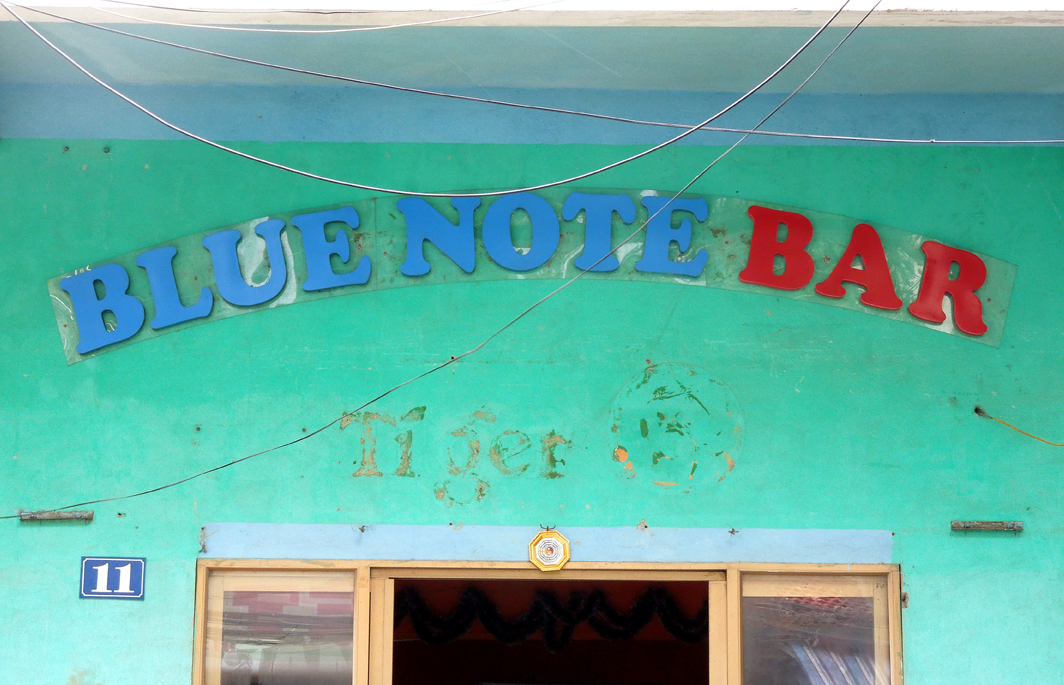 BLUE NOTE BAR
Tiger
11